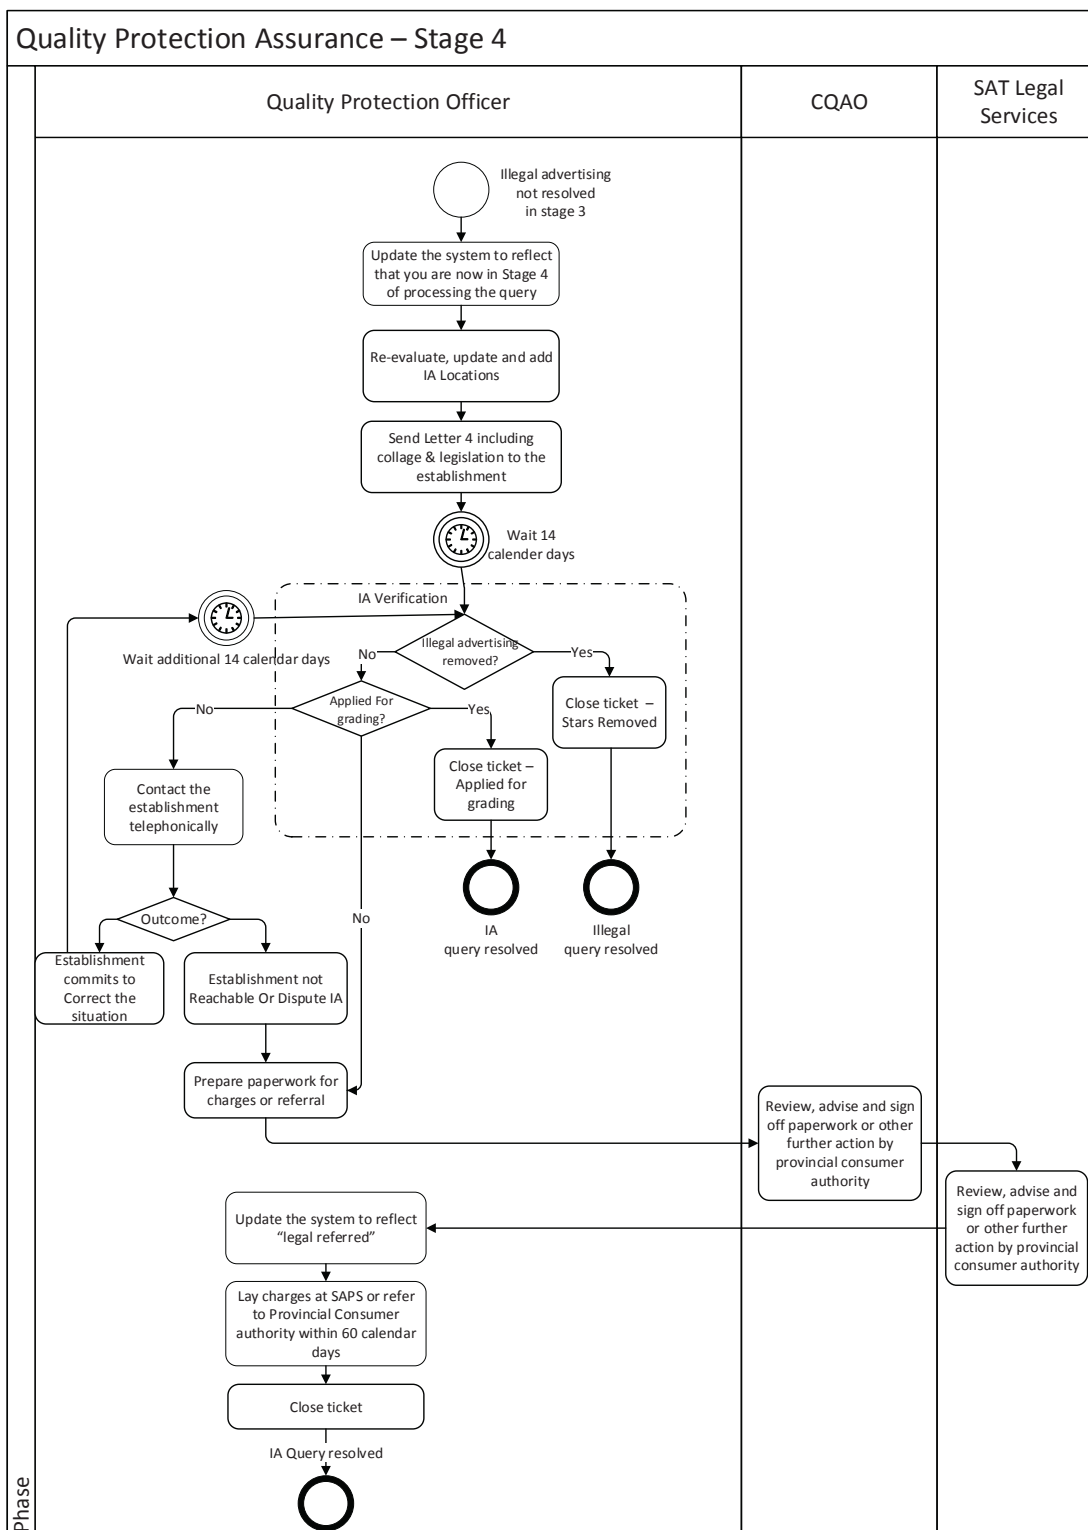 Quality Protection Assurance – Stage 4
Quality Protection Officer
CQAO
SAT Legal
Services
Illegal advertising
not resolved
in stage 3
Update the system to reflect
that you are now in Stage 4
of processing the query
Re-evaluate, update and add
IA Locations
Send Letter 4 including
collage & legislation to the
establishment
Wait 14
calender days
IA Verification
Wait additional 14 calendar days
Illegal advertising
removed?
No
Yes
Applied For
grading?
No
Yes
Close ticket –
Stars Removed
Close ticket –
Applied for
grading
Contact the
establishment
telephonically
No
Outcome?
IA
query resolved
Illegal
query resolved
Establishment
commits to
Correct the
situation
Establishment not
Reachable Or Dispute IA
Prepare paperwork for
charges or referral
Review, advise and sign
off paperwork or other
further action by
provincial consumer
authority
Review, advise and
sign off paperwork
or other further
action by provincial
consumer authority
Update the system to reflect
“legal referred”
Lay charges at SAPS or refer
to Provincial Consumer
authority within 60 calendar
days
Close ticket
IA Query resolved
Phase